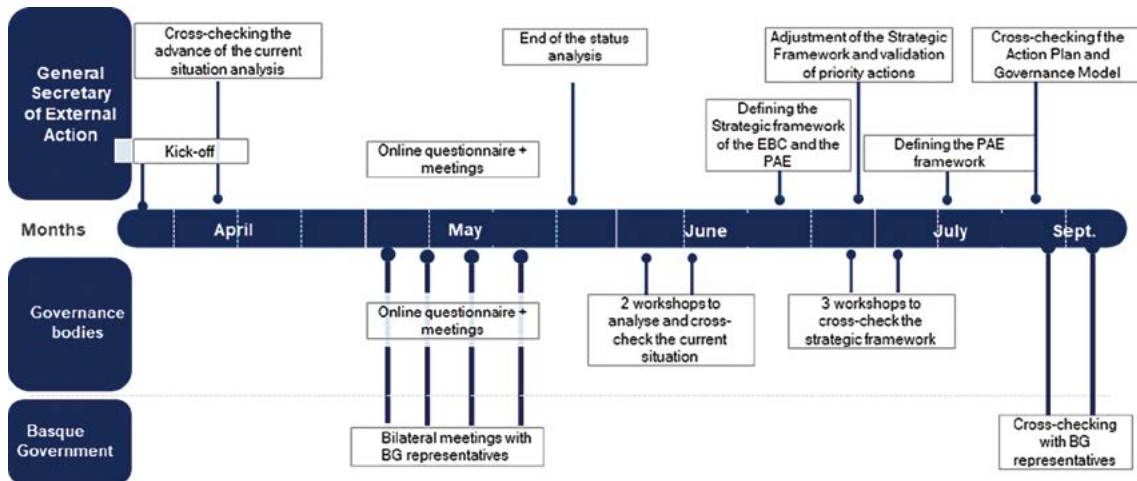 General
Secretary
of External
Action
Cross-checking the
advance of the current
situation analysis
Kick-off
Online questionnaire +
meetings
End of the status
analysis
Defining the
Strategic framework
of the EBC and the
PAE
Adjustment of the Strategic
Framework and validation
of priority actions
Defining the PAE
framework
Cross-checking f the
Action Plan and
Governance Model
Months
April
May
June
July
Sept.
Governance
bodies
Online questionnaire +
meetings
2 workshops to
analyse and cross-
check the current
situation
3 workshops to
cross-check the
strategic framework
Basque
Government
Bilateral meetings with
BG representatives
Cross-checking
with BG
representatives